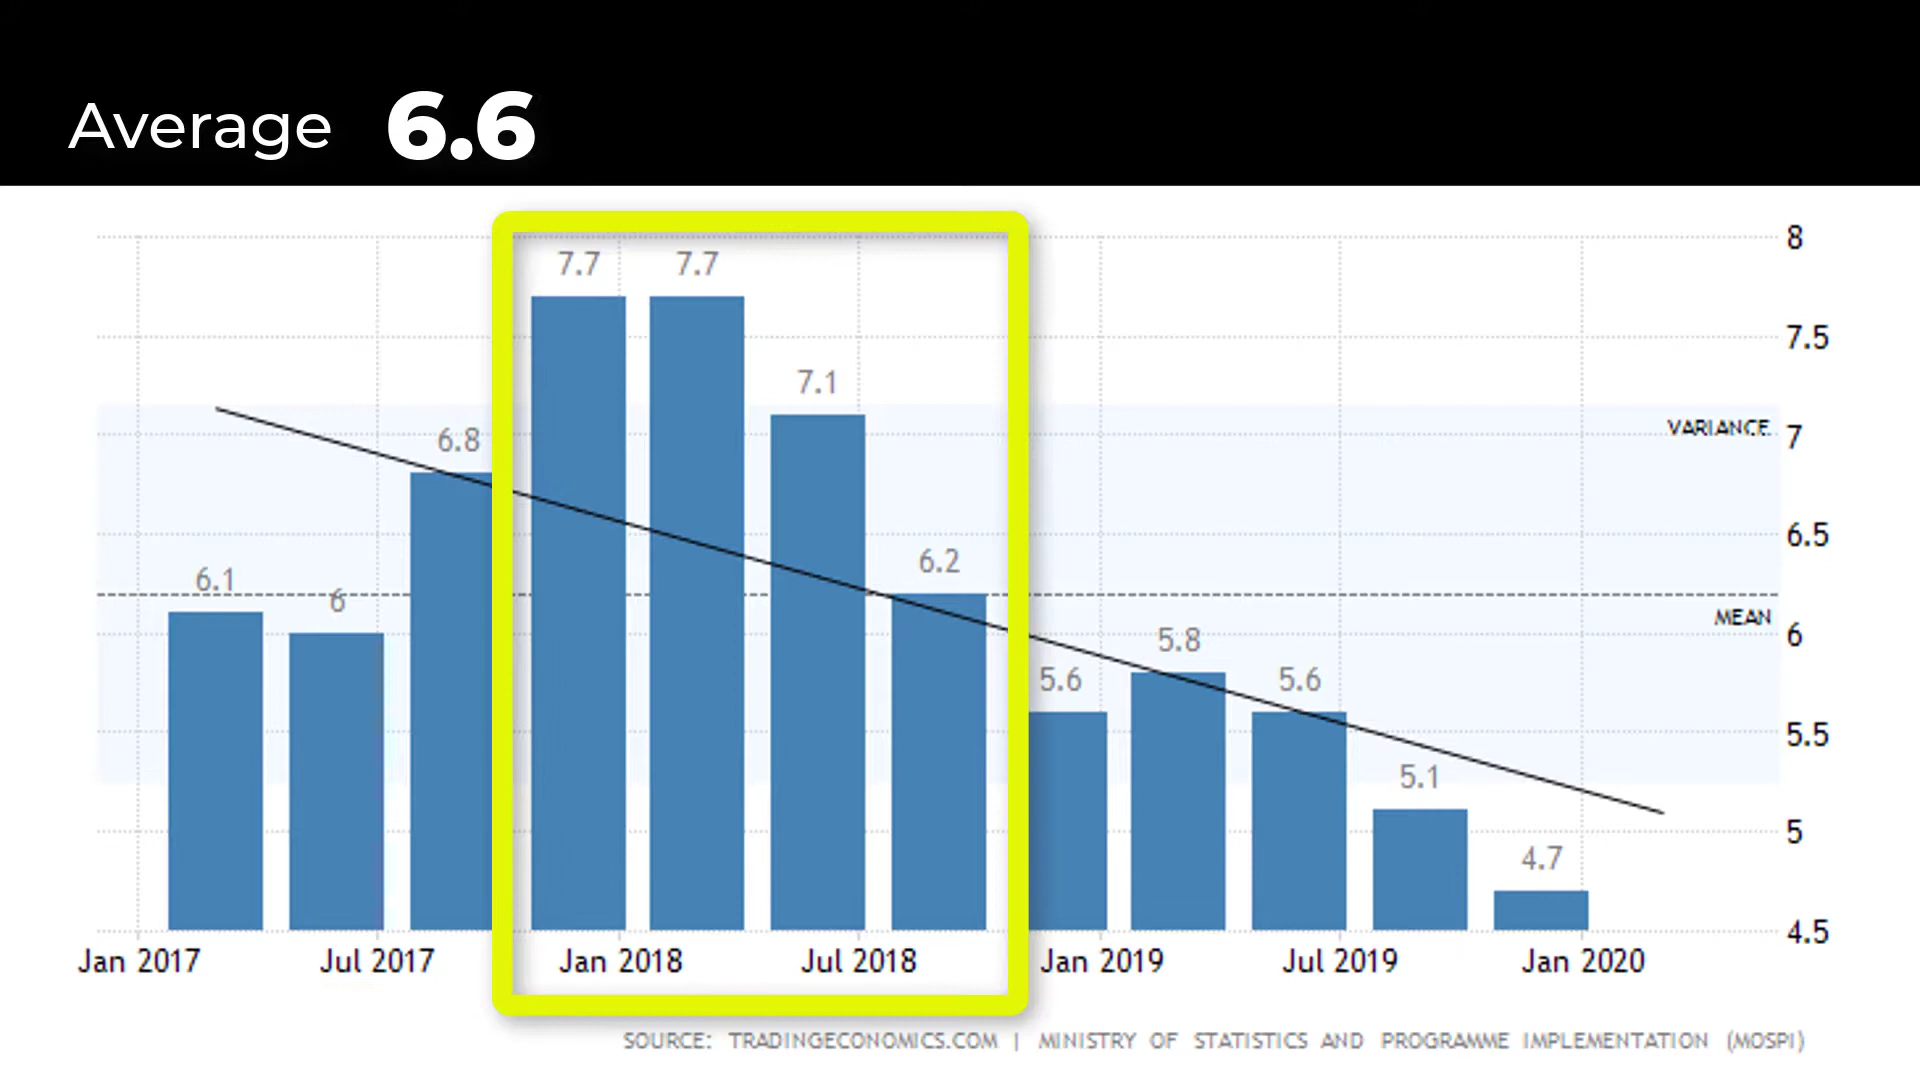 Average 6.6
7.7 7.7 8
7.5
7.1
6.8 VARIANCE 7
6.5
6.2
6.1 6
MEAN 6
5.8
5.6 5.6
5.5
5.1
5
4.7
4.5
Jan 2017 Jul 2017 Jan 2018 Jul 2018 Jan 2019 Jul 2019 Jan 2020
SOURCE: TRADINGECONOMICS.COM | MINISTRY OF STATISTICS AND PROGRAMME IMPLEMENTATION (MOSPI)